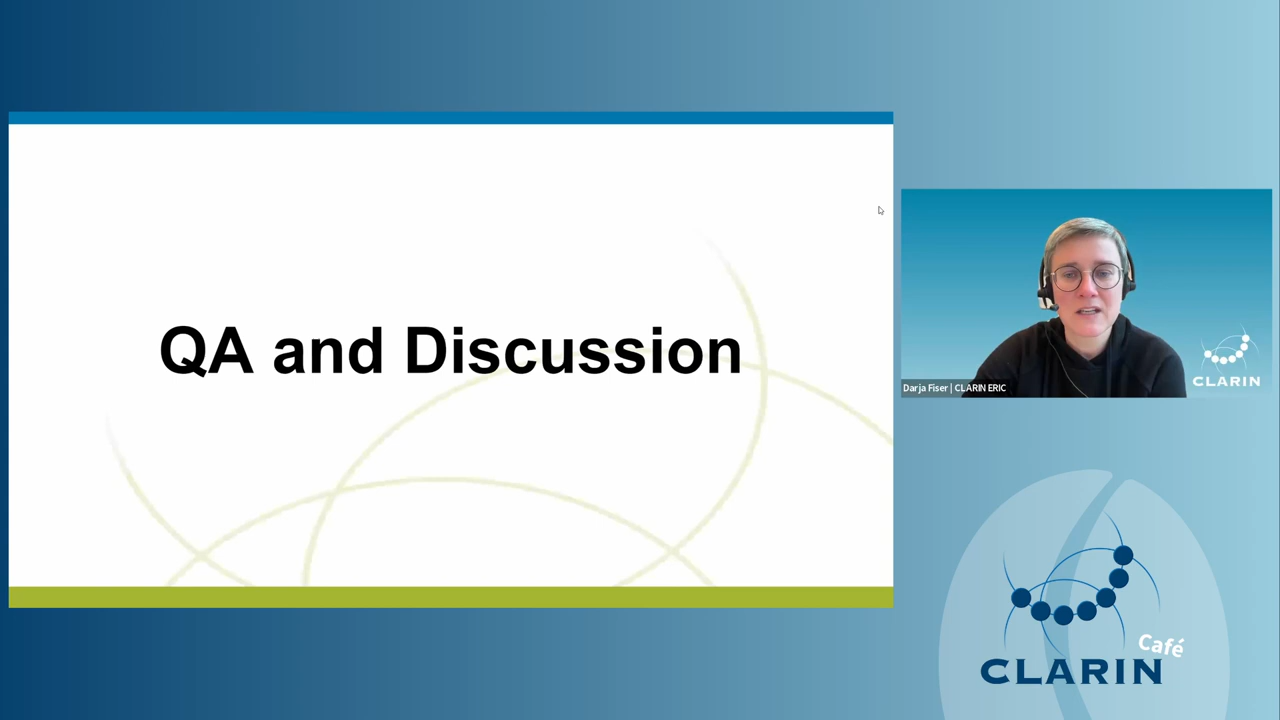 QA and Discussion
CLARIN
Darja Fiser | CLARIN ERIC
Café
CLARIN